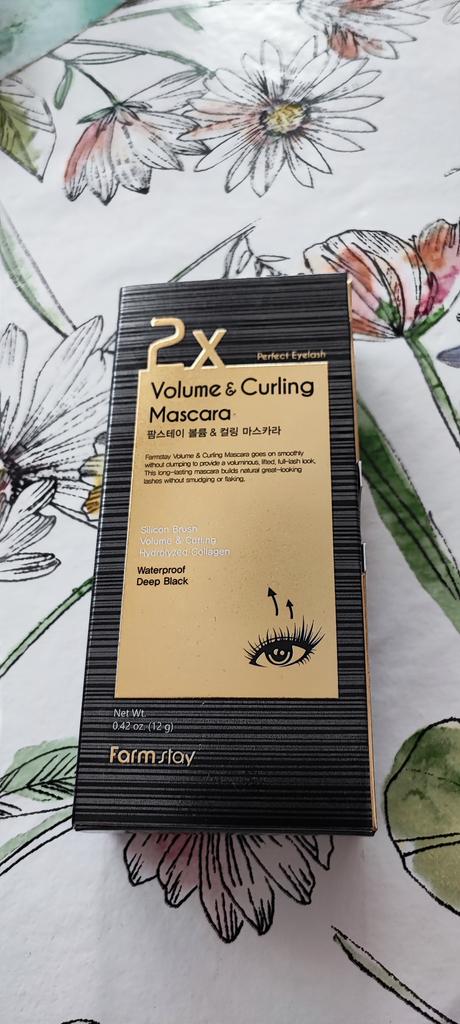 2x
Perfect Eyelash
Volume & Curling
Mascara
팜스테이 볼륨 & 컬링 마스카라
Farmstay Volume & Curling Mascara goes on smoothly
without clumping to provide a voluminous, lifted, full-lash look.
This long-lasting mascara builds natural great-looking
lashes without smudging or flaking.
Silicon Brush
Volume & Curling
Hydrolyzed Collagen
Waterproof
Deep Black
Net Wt.
0.42 oz. (12 g)
Farmstay